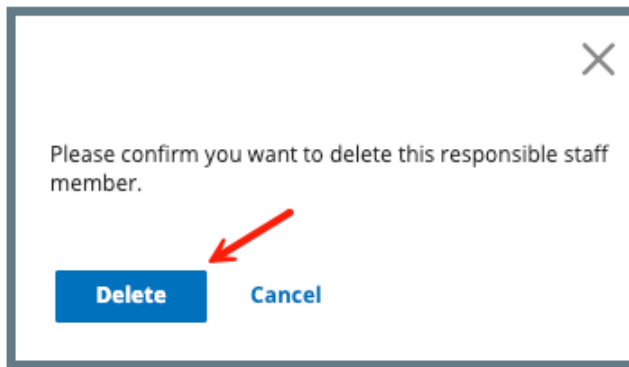 Please confirm you want to delete this responsible staff
member.
Delete Cancel